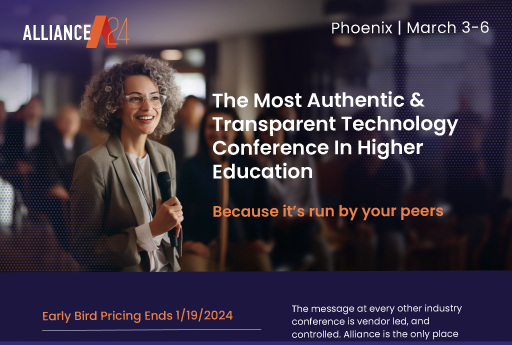 ALLIANCE 24
Phoenix | March 3-6
The Most Authentic &
Transparent Technology
Conference In Higher
Education
Because it's run by your peers
Early Bird Pricing Ends 1/19/2024
The message at every other industry
conference is vendor led, and
controlled. Alliance is the only place